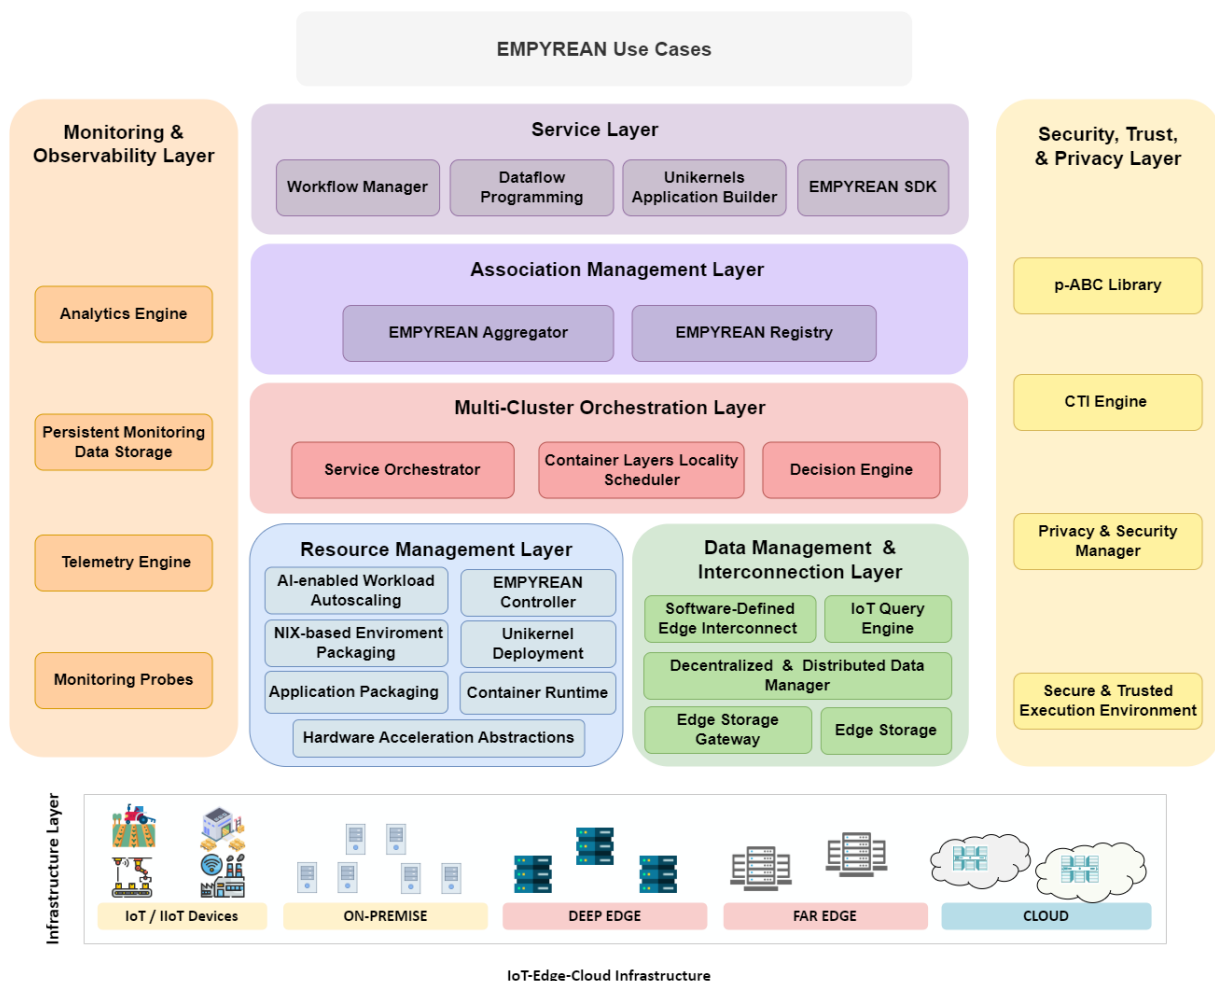 EMPYREAN Use Cases
Monitoring &
Observability Layer
Analytics Engine
Persistent Monitoring
Data Storage
Telemetry Engine
Monitoring Probes
Service Layer
Workflow Manager
Dataflow
Programming
Unikernels
Application Builder
EMPYREAN SDK
Association Management Layer
EMPYREAN Aggregator
EMPYREAN Registry
Multi-Cluster Orchestration Layer
Service Orchestrator
Container Layers Locality
Scheduler
Decision Engine
Resource Management Layer
AI-enabled Workload
Autoscaling
EMPYREAN
Controller
NIX-based Enviroment
Packaging
Unikernel
Deployment
Application Packaging
Container Runtime
Hardware Acceleration Abstractions
Data Management &
Interconnection Layer
Software-Defined
Edge Interconnect
IoT Query
Engine
Decentralized & Distributed Data
Manager
Edge Storage
Gateway
Edge Storage
Security, Trust,
& Privacy Layer
p-ABC Library
CTI Engine
Privacy & Security
Manager
Secure & Trusted
Execution Environment
Infrastructure Layer
IoT / IIoT Devices
ON-PREMISE
DEEP EDGE
FAR EDGE
CLOUD
IoT-Edge-Cloud Infrastructure